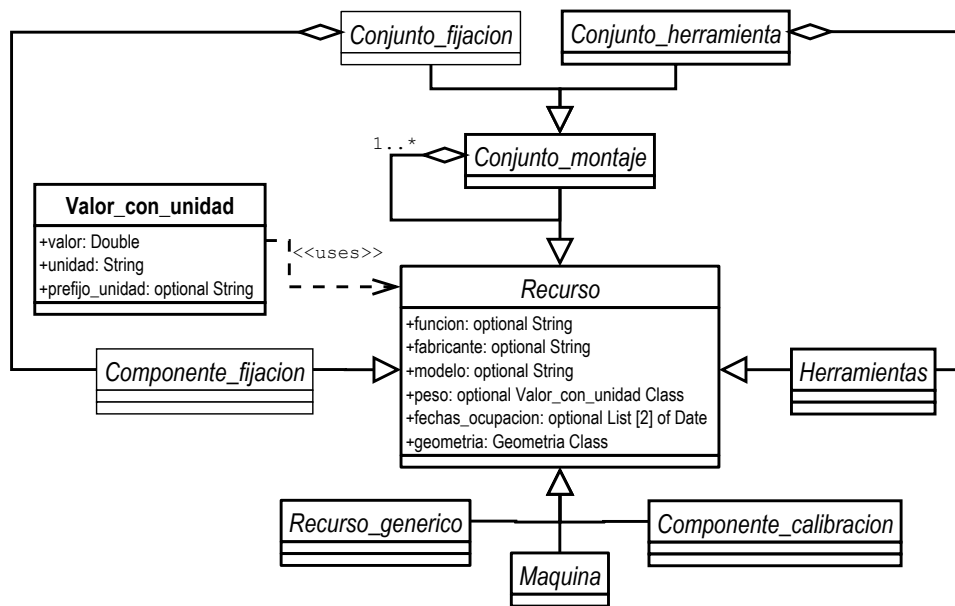 Conjunto_fijacion
Conjunto_herramienta
1..*
Conjunto_montaje
Valor_con_unidad
+valor: Double
+unidad: String
+prefijo_unidad: optional String
<<uses>>
Recurso
+funcion: optional String
+fabricante: optional String
+modelo: optional String
+peso: optional Valor_con_unidad Class
+fechas_ocupacion: optional List [2] of Date
+geometria: Geometria Class
Componente_fijacion
Herramientas
Recurso_generico
Componente_calibracion
Maquina